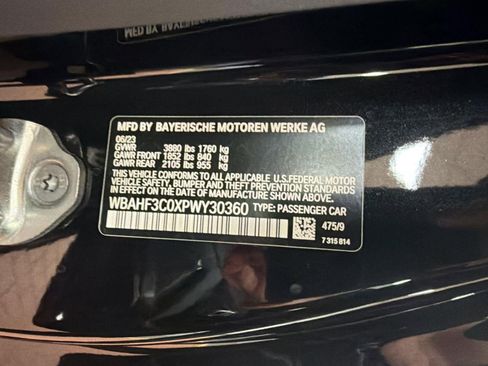 MFD BY BAYERISCHE MOTOREN WERKE AG
06/23
GVWR 3880 lbs 1760 kg
GAWR FRONT 1852 lbs 840 kg
GAWR REAR 2105 lbs 955 kg
THIS VEHICLE CONFORMS TO ALL APPLICABLE U.S.FEDERAL MOTOR
VEHICLE SAFETY, BUMPER AND THEFT PREVENTION
STANDARDS IN EFFECT ON THE DATE OF MANUFACTURE SHOWN ABOVE.
WBAHF3C0XPWY30360 TYPE: PASSENGER CAR
475/9
7 315 814